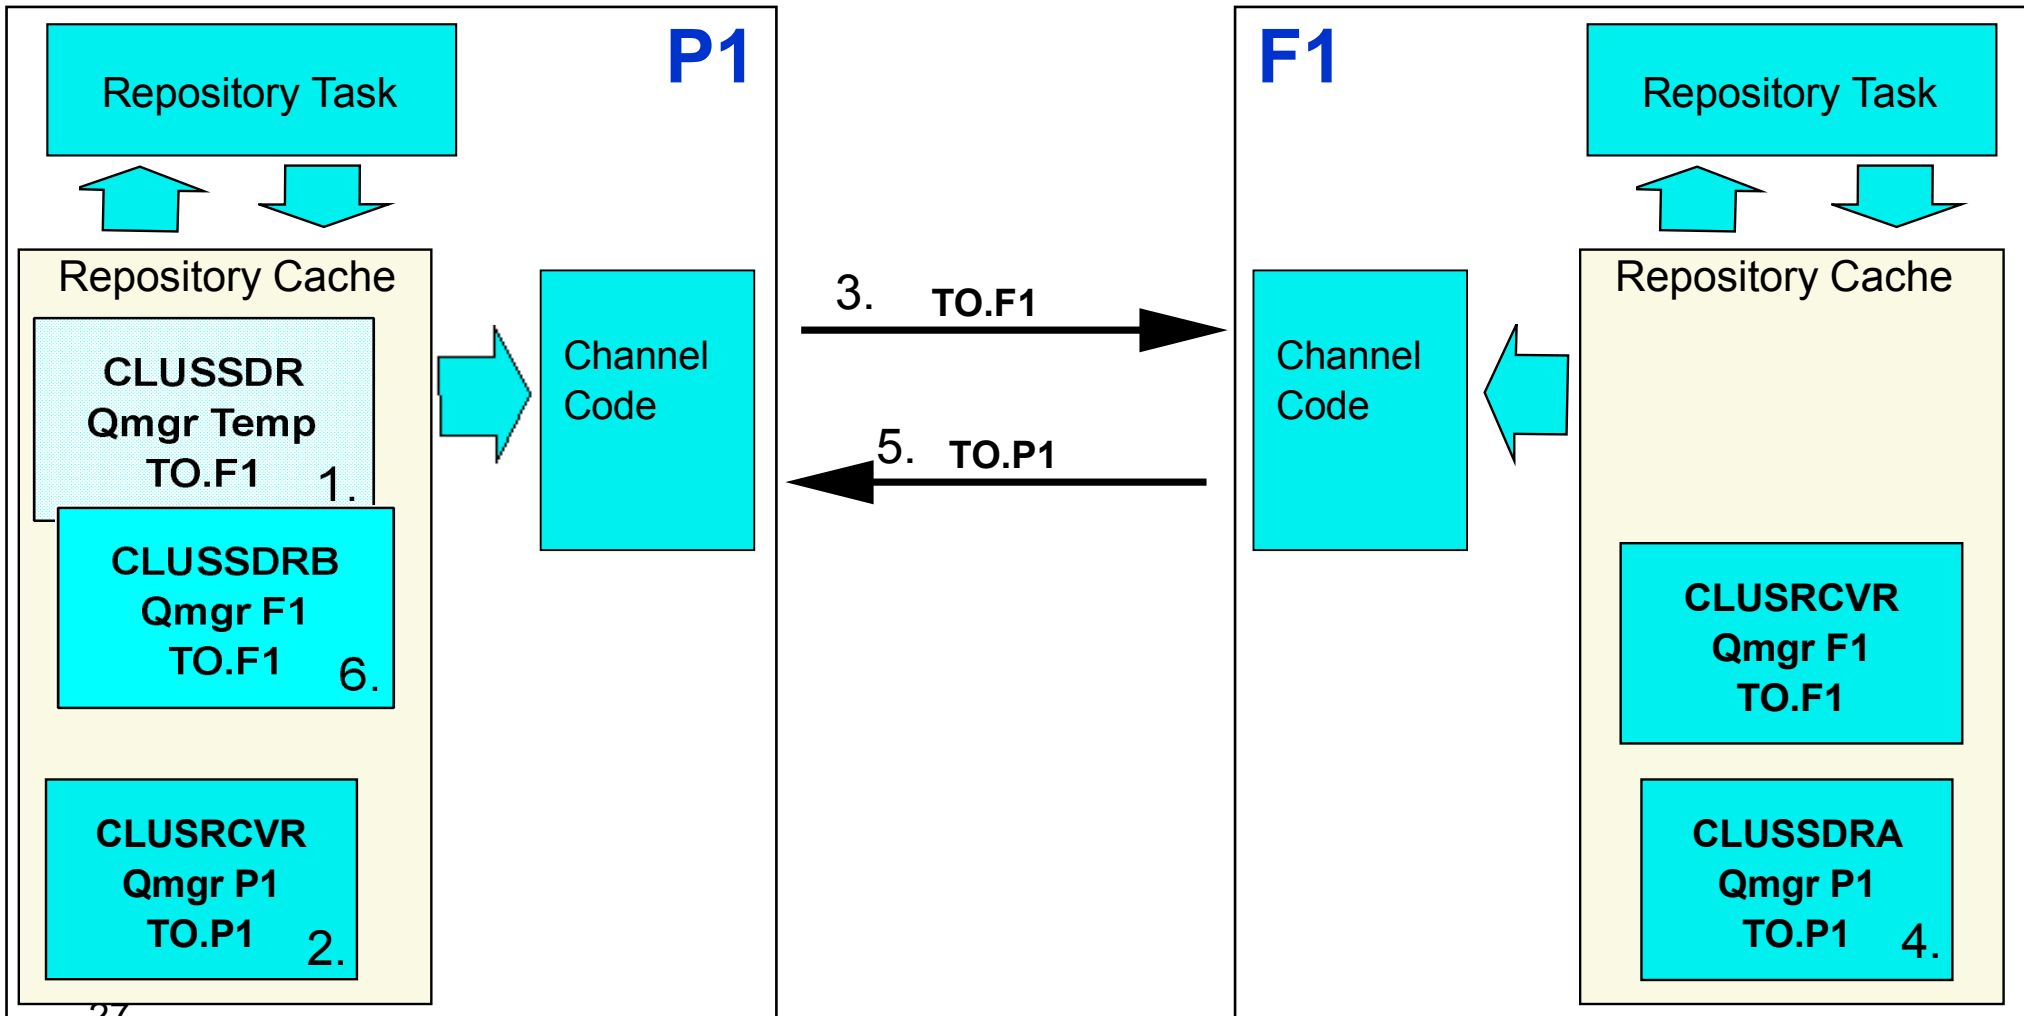 P1
Repository Task
Repository Cache
CLUSSDR
Qmgr Temp
TO.F1
1.
CLUSSDRB
Qmgr F1
TO.F1
6.
CLUSRCVR
Qmgr P1
TO.P1
2.
27
Channel
Code
3. TO.F1
5. TO.P1
F1
Repository Task
Repository Cache
Channel
Code
CLUSRCVR
Qmgr F1
TO.F1
CLUSSDRA
Qmgr P1
TO.P1
4.